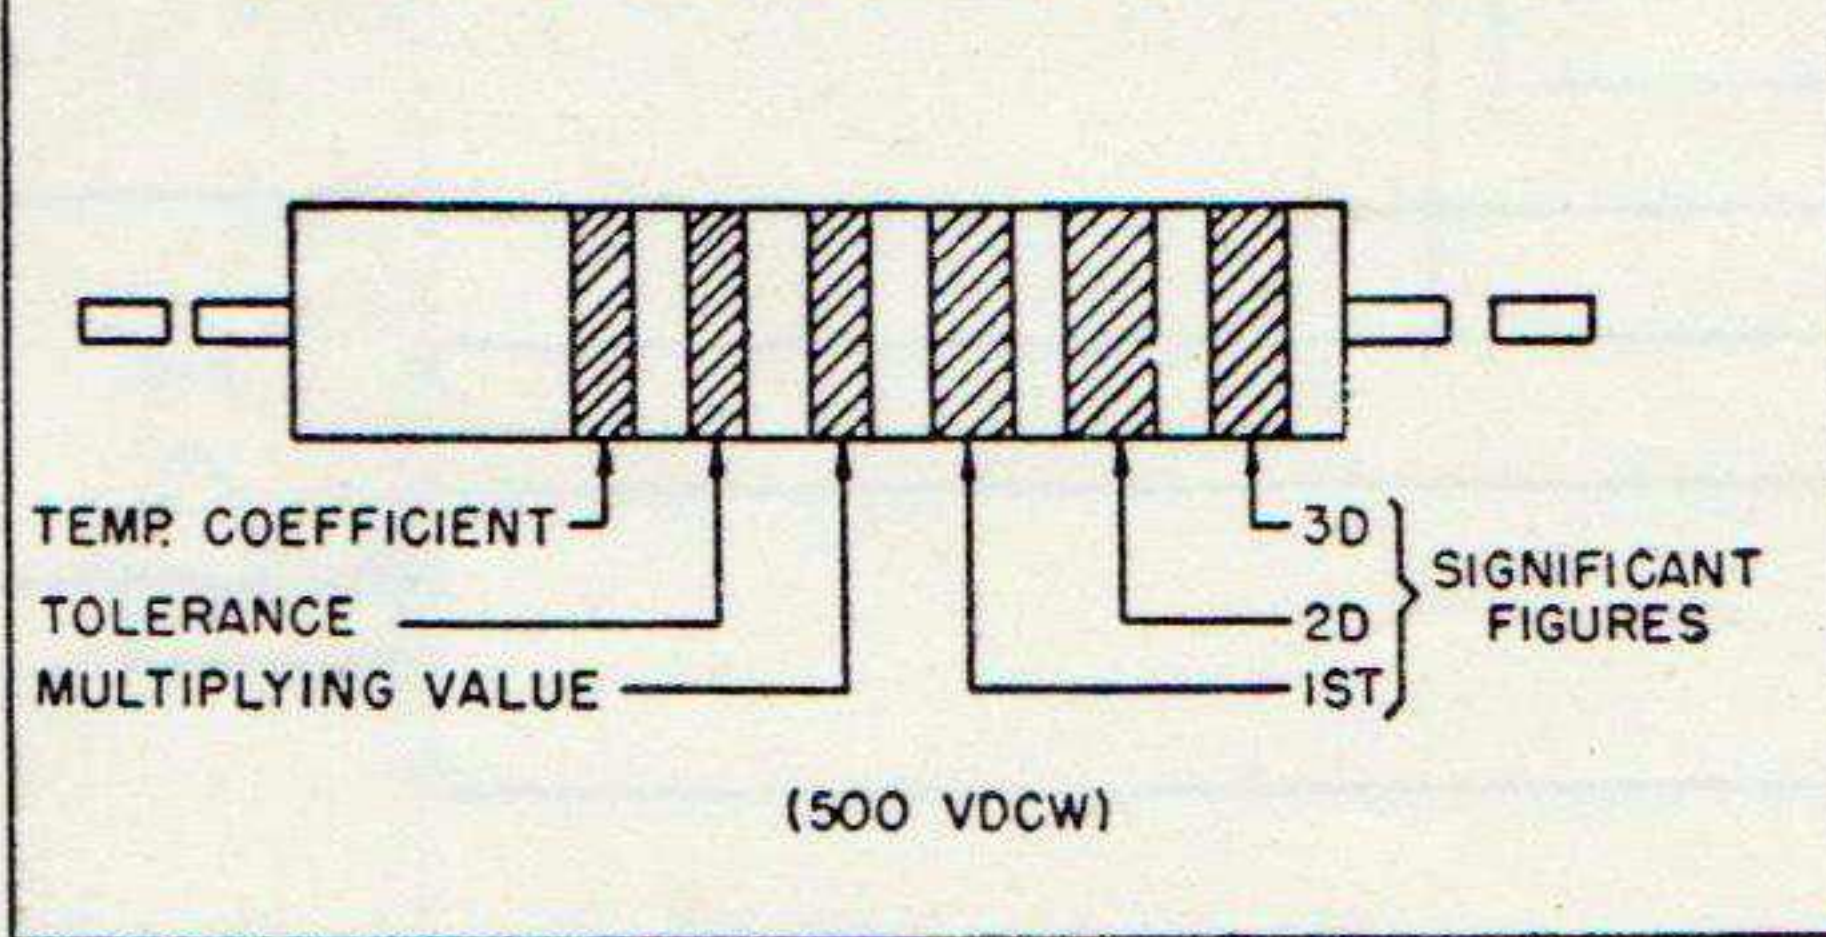 TEMP. COEFFICIENT
TOLERANCE
MULTIPLYING VALUE
3D
2D
1ST
SIGNIFICANT
FIGURES
(500 VDCW)